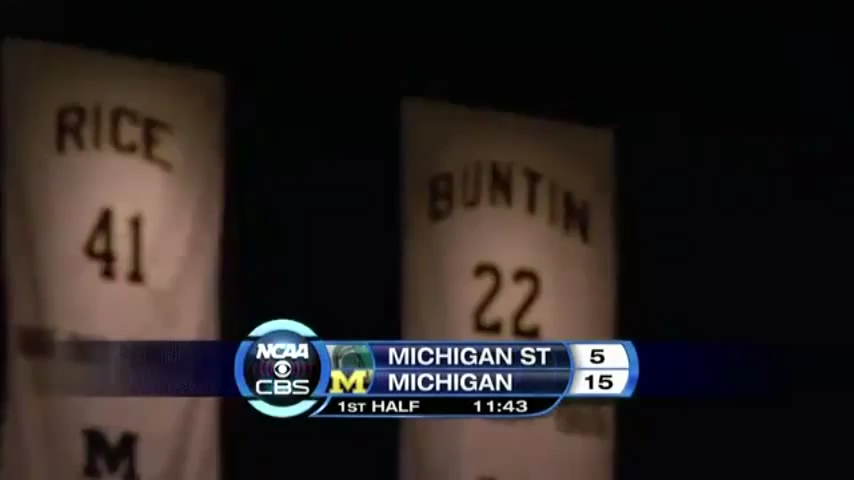 RICE
41
M
BUNTIN
22
NCAA
CBS
MICHIGAN ST 5
M MICHIGAN 15
1ST HALF 11:43